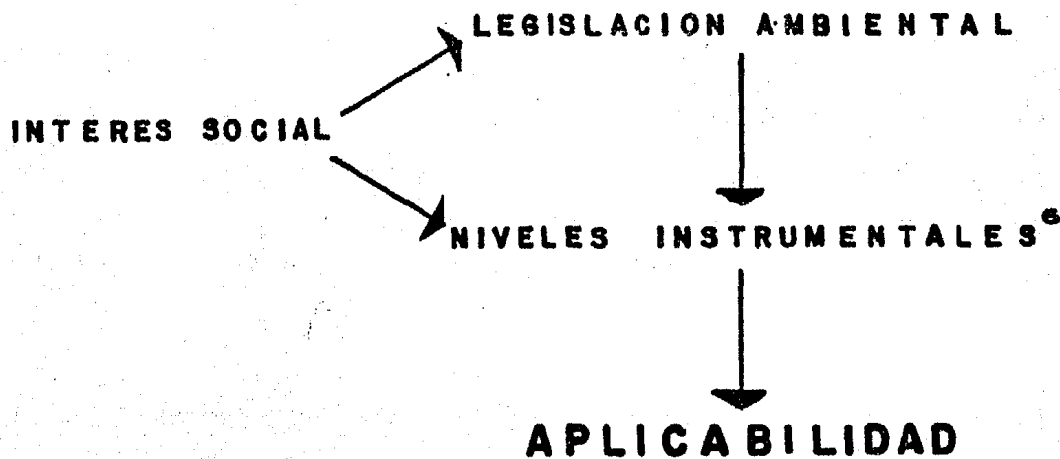 LEGISLACION AMBIENTAL
INTERES SOCIAL
NIVELES INSTRUMENTALES⁶
APLICABILIDAD